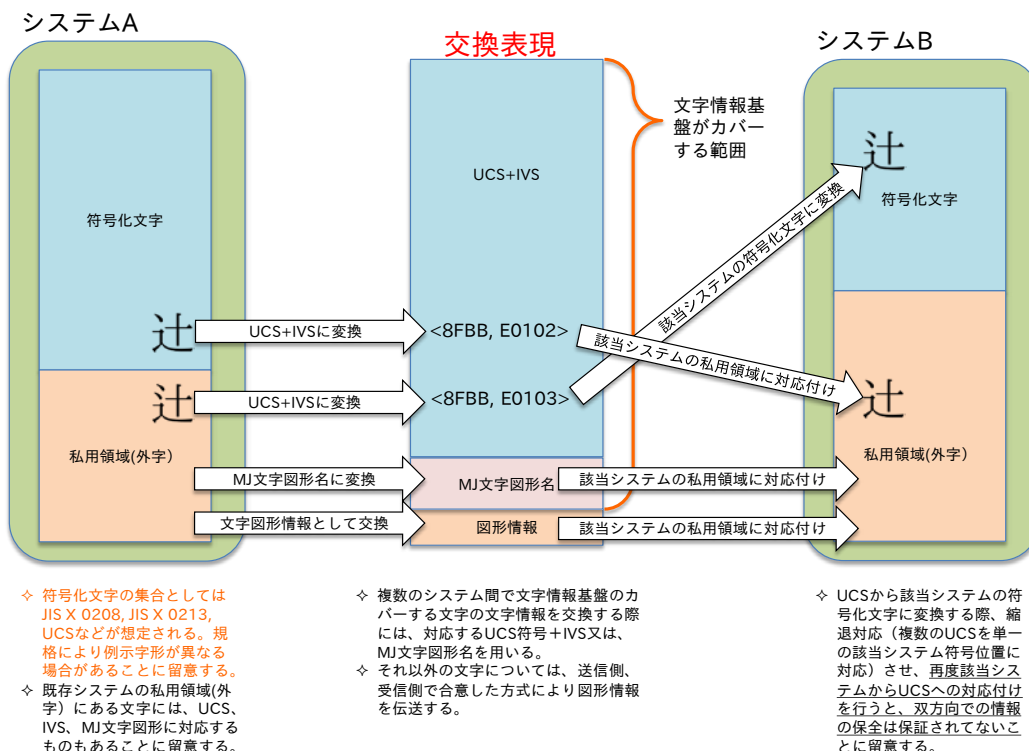 システムA
交換表現
システムB
文字情報基
盤がカバー
する範囲
UCS+IVS
符号化文字
辻
UCS+IVSに変換
<8FBB, E0102>
辻
UCS+IVSに変換
<8FBB, E0103>
私用領域(外字)
MJ文字図形名に変換
MJ文字図形名
文字図形情報として交換
図形情報
該当システムの符号化文字に変換
該当システムの私用領域に対応付け
該当システムの私用領域に対応付け
該当システムの私用領域に対応付け
辻
符号化文字
辻
私用領域(外字)
✧ 符号化文字の集合としては
JIS X 0208, JIS X 0213,
UCSなどが想定される。規
格により例示字形が異なる
場合があることに留意する。
✧ 既存システムの私用領域(外
字）にある文字には、UCS、
IVS、MJ文字図形に対応する
ものもあることに留意する。
✧ 複数のシステム間で文字情報基盤のカ
バーする文字の文字情報を交換する際
には、対応するUCS符号＋IVS又は、
MJ文字図形名を用いる。
✧ それ以外の文字については、送信側、
受信側で合意した方式により図形情報
を伝送する。
✧ UCSから該当システムの符
号化文字に変換する際、縮
退対応（複数のUCSを単一
の該当システム符号位置に
対応）させ、再度該当シス
テムからUCSへの対応付け
を行うと、双方向での情報
の保全は保証されてないこ
とに留意する。